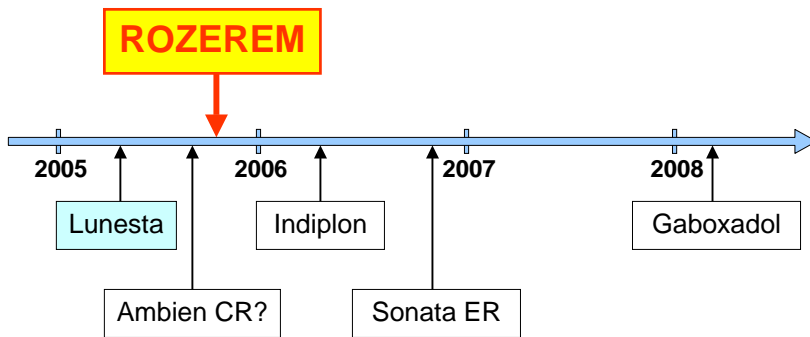 ROZEREM
2005
2006
2007
2008
Lunesta
Indiplon
Gaboxadol
Ambien CR?
Sonata ER